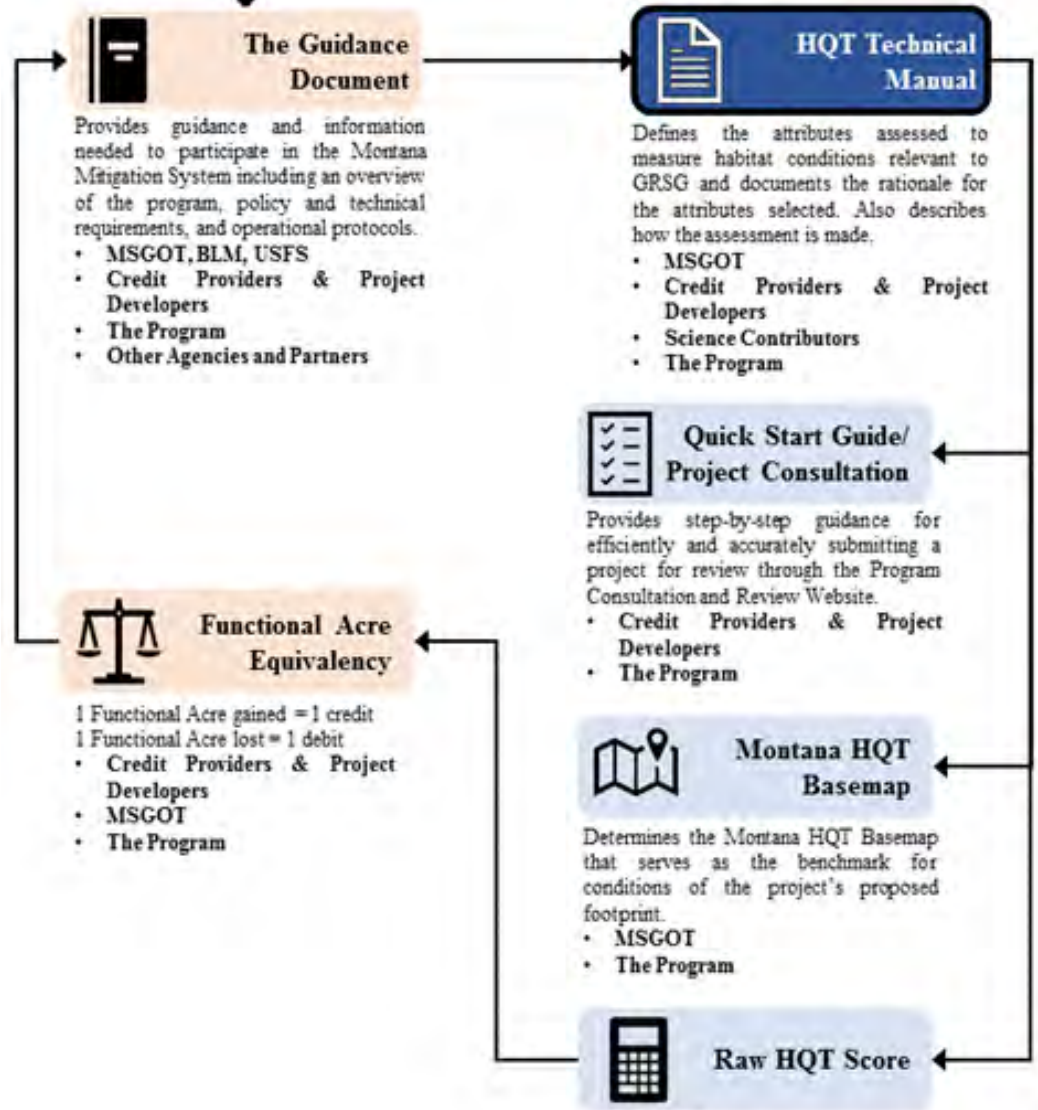 The Guidance
Document
Provides guidance and information
needed to participate in the Montana
Mitigation System including an overview
of the program, policy and technical
requirements, and operational protocols.
• MSGOT, BLM, USFS
• Credit Providers & Project
Developers
• The Program
• Other Agencies and Partners
HQT Technical
Manual
Defines the attributes assessed to
measure habitat conditions relevant to
GRSG and documents the rationale for
the attributes selected. Also describes
how the assessment is made.
• MSGOT
• Credit Providers & Project
Developers
• Science Contributors
• The Program
Quick Start Guide/
Project Consultation
Provides step-by-step guidance for
efficiently and accurately submitting a
project for review through the Program
Consultation and Review Website.
• Credit Providers & Project
Developers
• The Program
Montana HQT
Basemap
Determines the Montana HQT Basemap
that serves as the benchmark for
conditions of the project's proposed
footprint.
• MSGOT
• The Program
Raw HQT Score
Functional Acre
Equivalency
1 Functional Acre gained = 1 credit
1 Functional Acre lost = 1 debit
• Credit Providers & Project
Developers
• MSGOT
• The Program